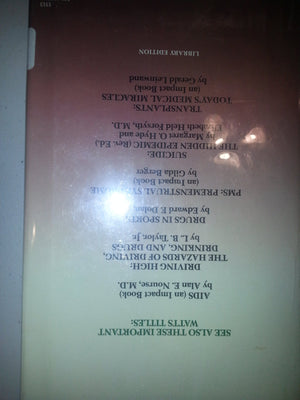 SEE ALSO THESE IMPORTANT
WATTS TITLES:
AIDS (an Impact Book)
by Alan E. Nourse, M.D.
DRIVING HIGH:
THE HAZARDS OF DRIVING,
DRINKING, AND DRUGS
by L. B. Taylor, Jr.
DRUGS IN SPORTS
by Edward F. Dolan
PMS: PREMENSTRUAL SYNDROME
(an Impact Book)
by Gilda Berger
SUICIDE:
THE HIDDEN EPIDEMIC (Rev. Ed.)
by Margaret O. Hyde and
Elizabeth Held Forsyth, M.D.
TRANSPLANTS:
TODAY'S MEDICAL MIRACLES
(an Impact Book)
by Gerald Leinwand
LIBRARY EDITION